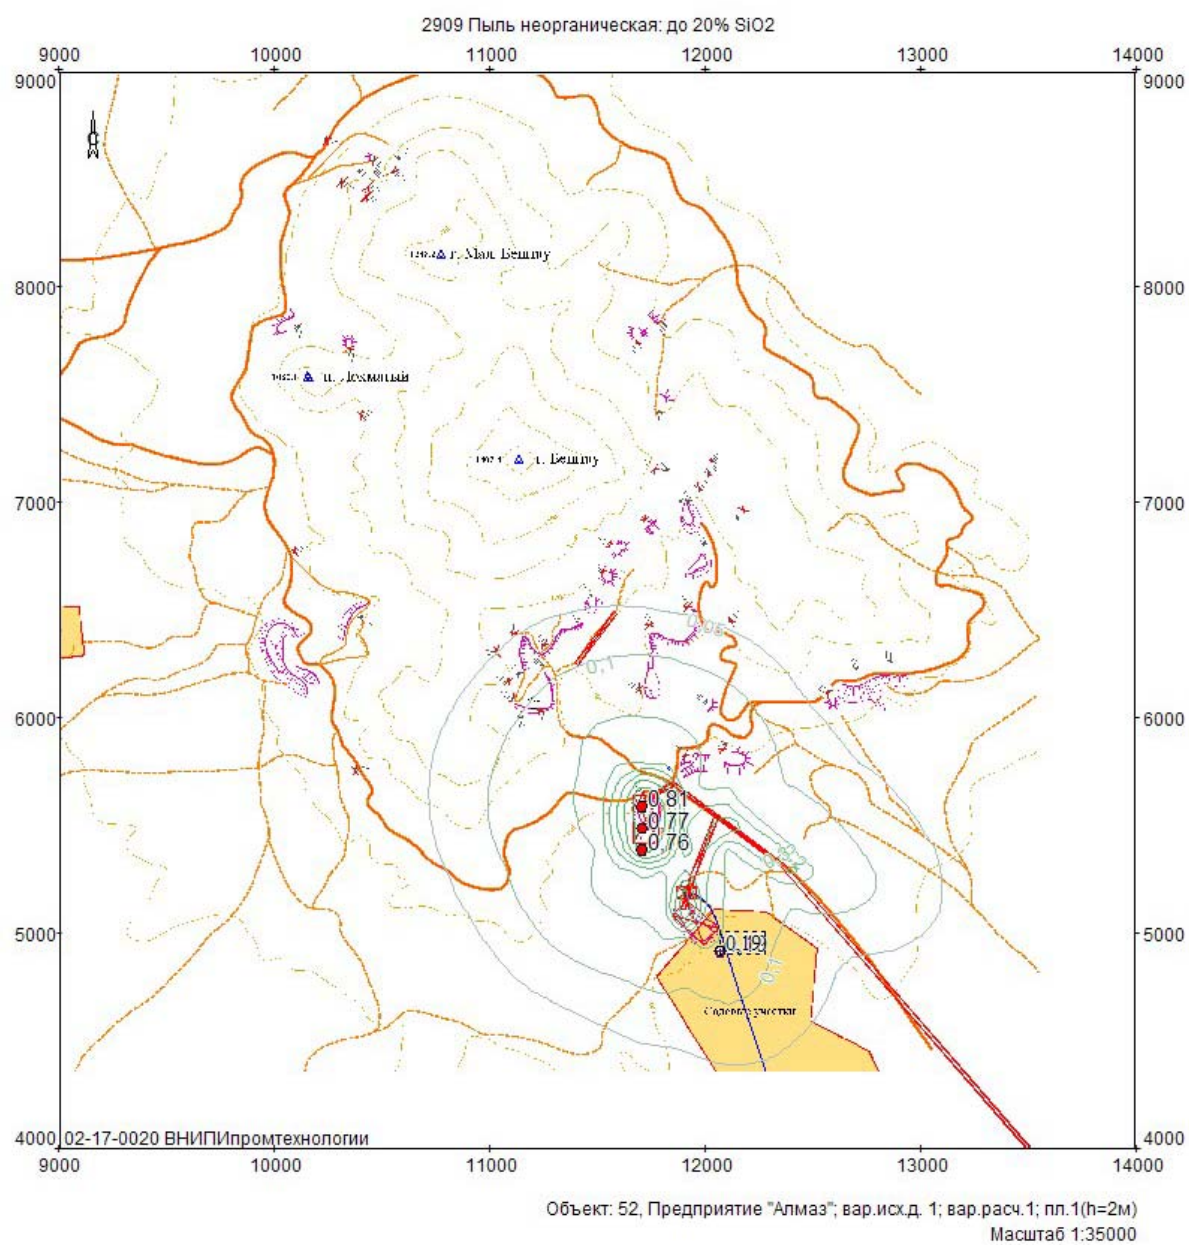 2909 Пыль неорганическая: до 20% SiO2
9000 10000 11000 12000 13000 14000
9000 9000
С
г. Мал. Бештау
8000 8000
п. Лохматый
г. Бештау
7000 7000
0,05
0,1
6000 6000
0,81
0,77
0,76
5000 5000
0,19
0,1
Садовые участки
4000 02-17-0020 ВНИПИпромтехнологии 4000
9000 10000 11000 12000 13000 14000
Объект: 52, Предприятие "Алмаз"; вар.исх.д. 1; вар.расч.1; пл.1(h=2м)
Масштаб 1:35000